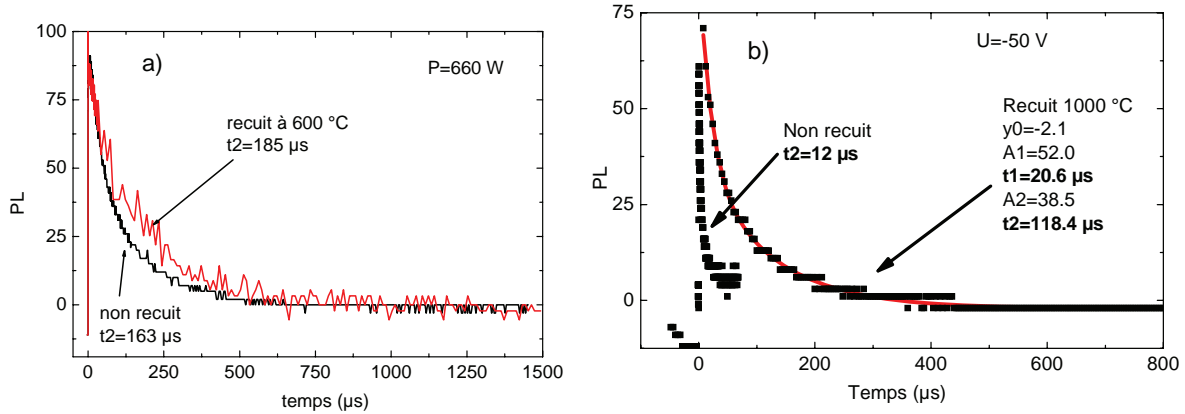 a)
P=660 W
recuit à 600 °C
t2=185 µs
non recuit
t2=163 µs
PL
100
75
50
25
0
0
250
500
750
1000
1250
1500
temps (µs)
b)
U=-50 V
Non recuit
t2=12 µs
Recuit 1000 °C
y0=-2.1
A1=52.0
t1=20.6 µs
A2=38.5
t2=118.4 µs
PL
75
50
25
0
0
200
400
600
800
Temps (µs)